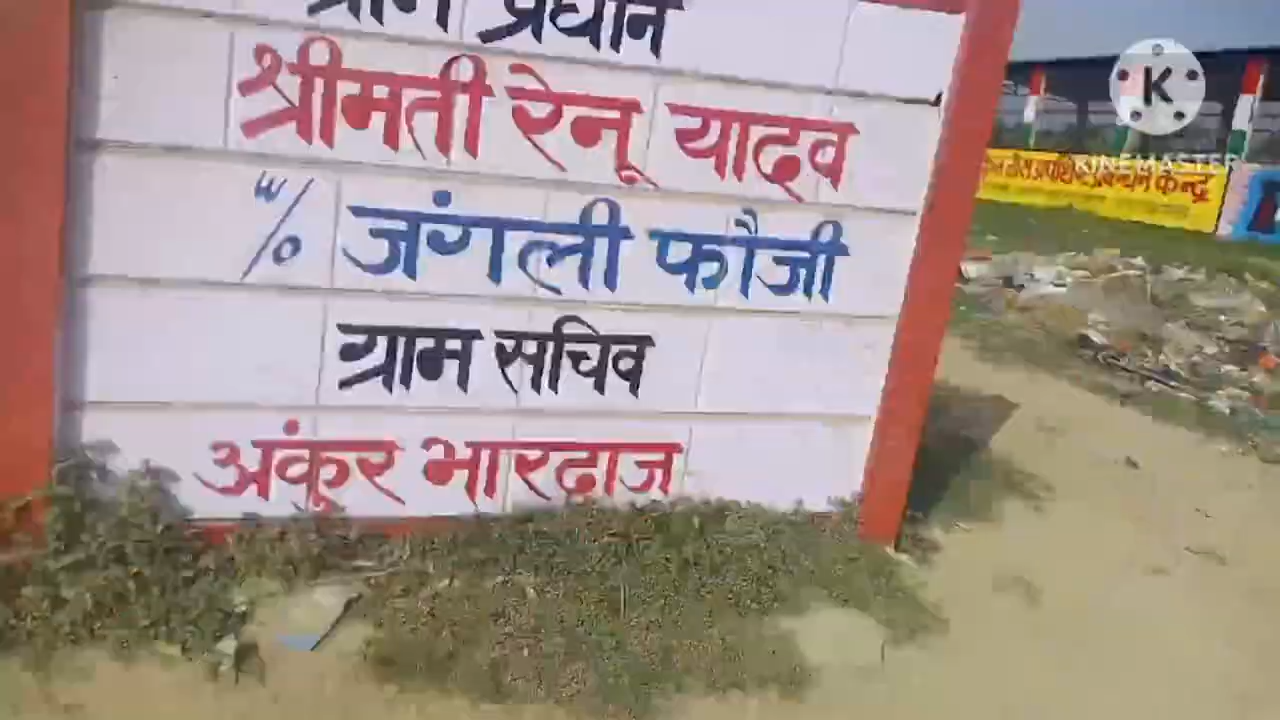 ग्राम प्रधान
श्रीमती रेनू यादव
W/o जंगली फौजी
ग्राम सचिव
अंकुर भारद्वाज
K
KINEMASTER
केन्द्र